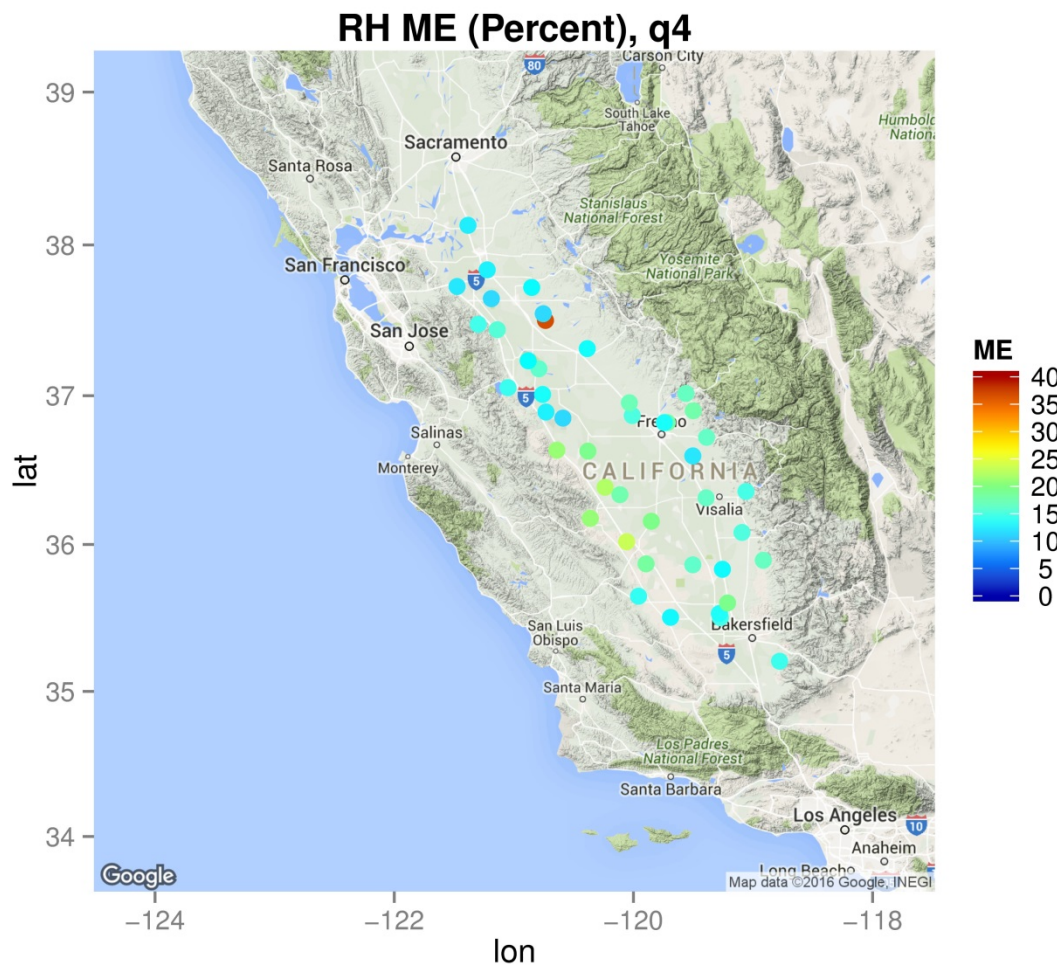 RH ME (Percent), q4
39
38
37
36
35
34
lat
80
Carson City
South Lake
Tahoe
Humbol
Nationa
Sacramento
Santa Rosa
Stanislaus
National Forest
Yosemite
National Park
San Francisco
5
San Jose
5
Salinas
Monterey
Fre no
CALIFORNIA
Visalia
San Luis
Obispo
Bakersfield
5
Santa Maria
Los Padres
National Forest
Santa Barbara
Los Angeles
10
Anaheim
Long Beach
Google
Map data ©2016 Google, INEGI
−124
−122
−120
−118
lon
ME
40
35
30
25
20
15
10
5
0